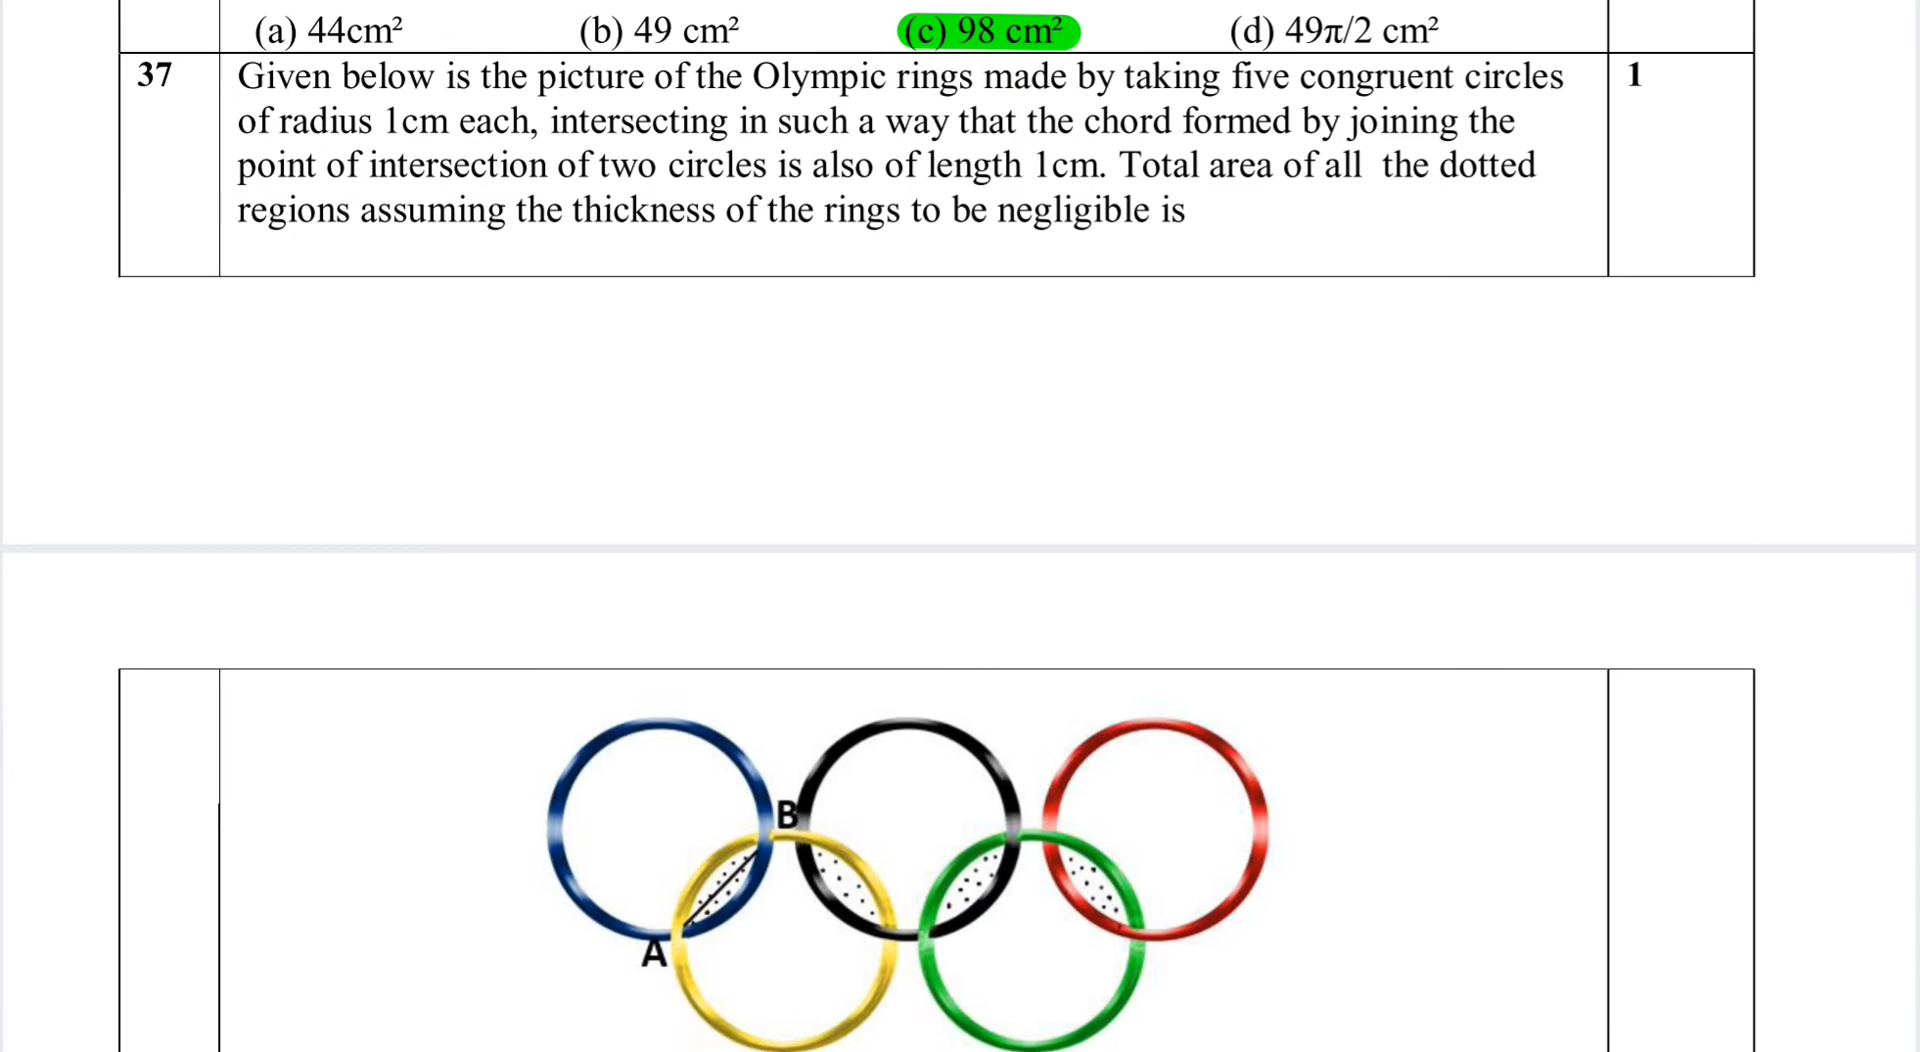 (a) 44cm² (b) 49 cm² (c) 98 cm² (d) 49π/2 cm²
37 Given below is the picture of the Olympic rings made by taking five congruent circles 1
of radius 1cm each, intersecting in such a way that the chord formed by joining the
point of intersection of two circles is also of length 1cm. Total area of all the dotted
regions assuming the thickness of the rings to be negligible is
B
A